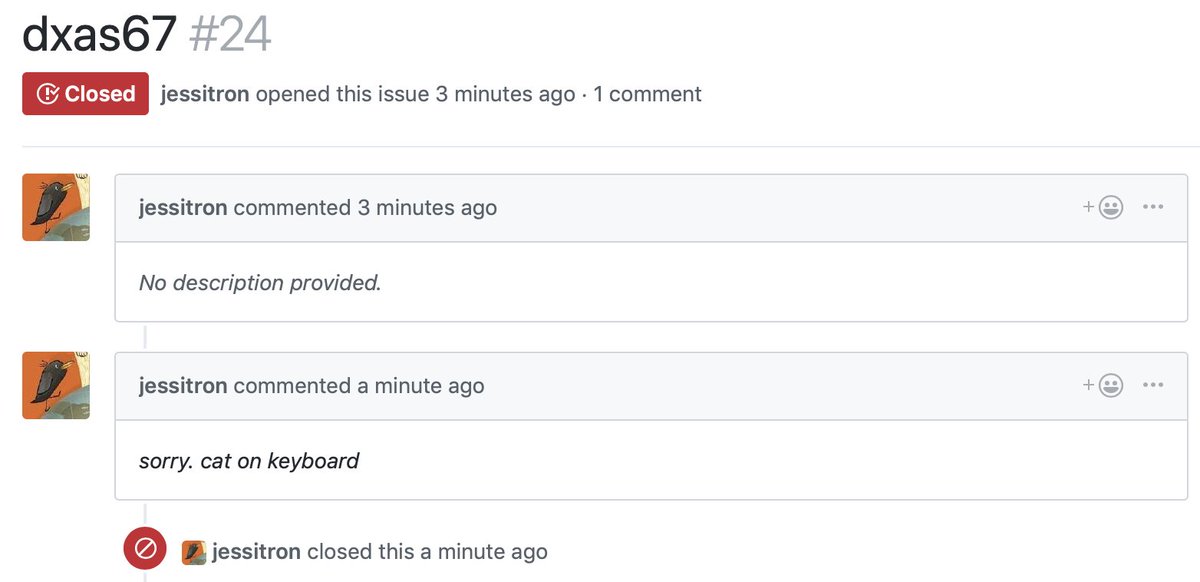 dxas67 #24
Closed jessitron opened this issue 3 minutes ago · 1 comment
jessitron commented 3 minutes ago
No description provided.
jessitron commented a minute ago
sorry. cat on keyboard
jessitron closed this a minute ago